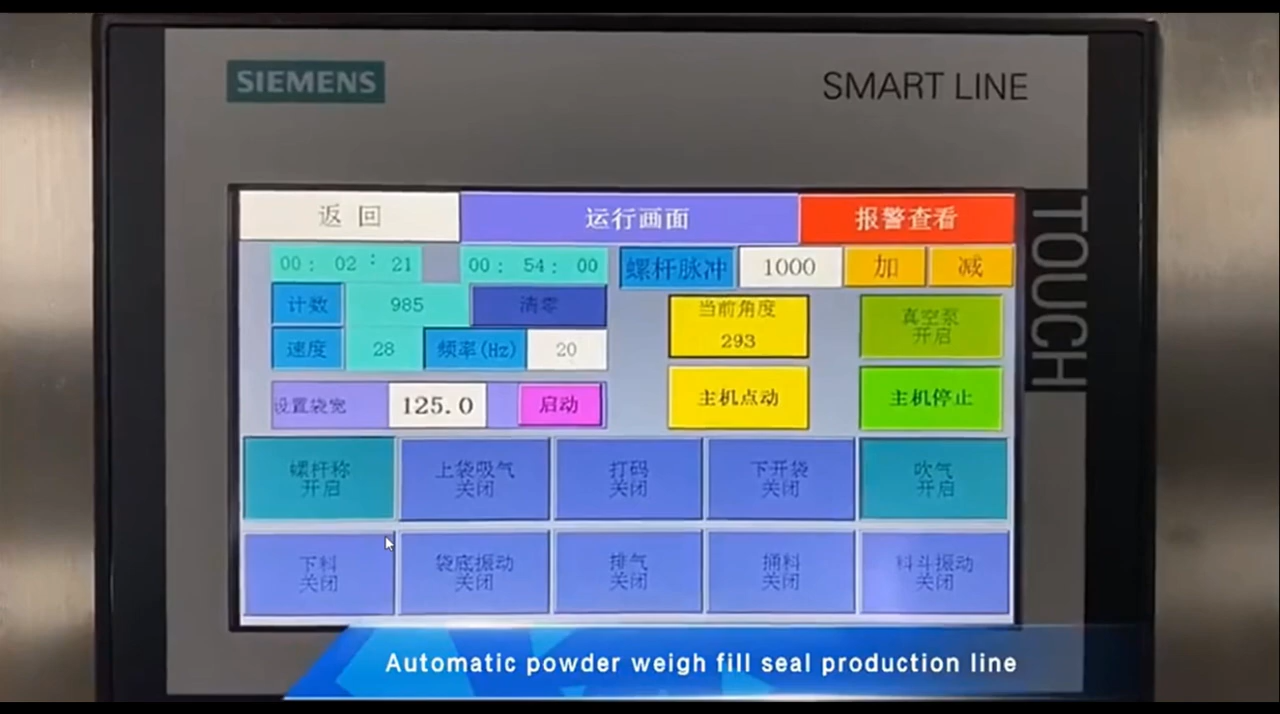 SIEMENS
SMART LINE
TOUCH
返 回
运行画面
报警查看
00: 02 : 21
00: 54: 00
螺杆脉冲
1000
加
减
计数
985
清零
当前角度
293
真空泵
开启
速度
28
频率(Hz)
20
设置袋宽
125.0
启动
主机点动
主机停止
螺杆称
开启
上袋吸气
关闭
打码
关闭
下开袋
关闭
吹气
开启
下料
关闭
袋底振动
关闭
排气
关闭
捅料
关闭
料斗振动
关闭
Automatic powder weigh fill seal production line